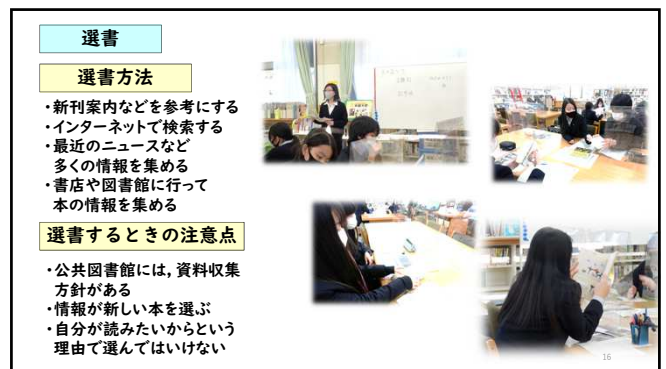 選書
選書方法
・新刊案内などを参考にする
・インターネットで検索する
・最近のニュースなど
多くの情報を集める
・書店や図書館に行って
本の情報を集める
選書するときの注意点
・公共図書館には,資料収集
方針がある
・情報が新しい本を選ぶ
・自分が読みたいからという
理由で選んではいけない
16